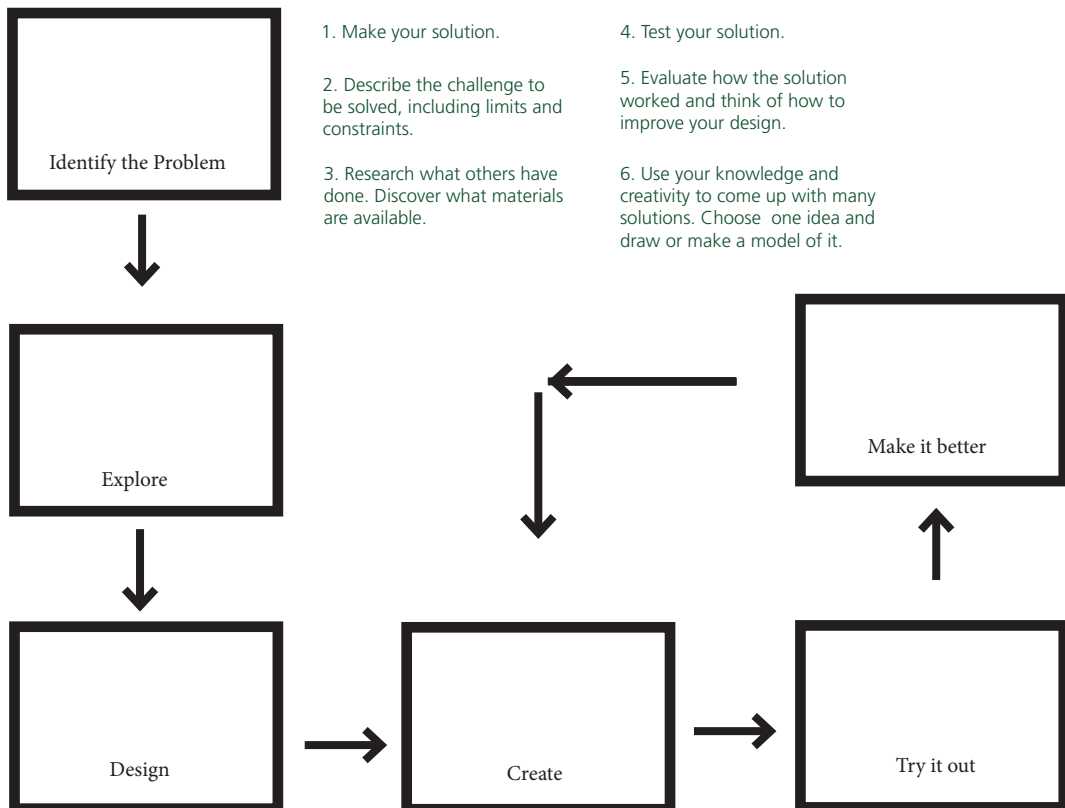 1. Make your solution.
2. Describe the challenge to
be solved, including limits and
constraints.
3. Research what others have
done. Discover what materials
are available.
4. Test your solution.
5. Evaluate how the solution
worked and think of how to
improve your design.
6. Use your knowledge and
creativity to come up with many
solutions. Choose  one idea and
draw or make a model of it.
Identify the Problem
Explore
Design
Create
Try it out
Make it better